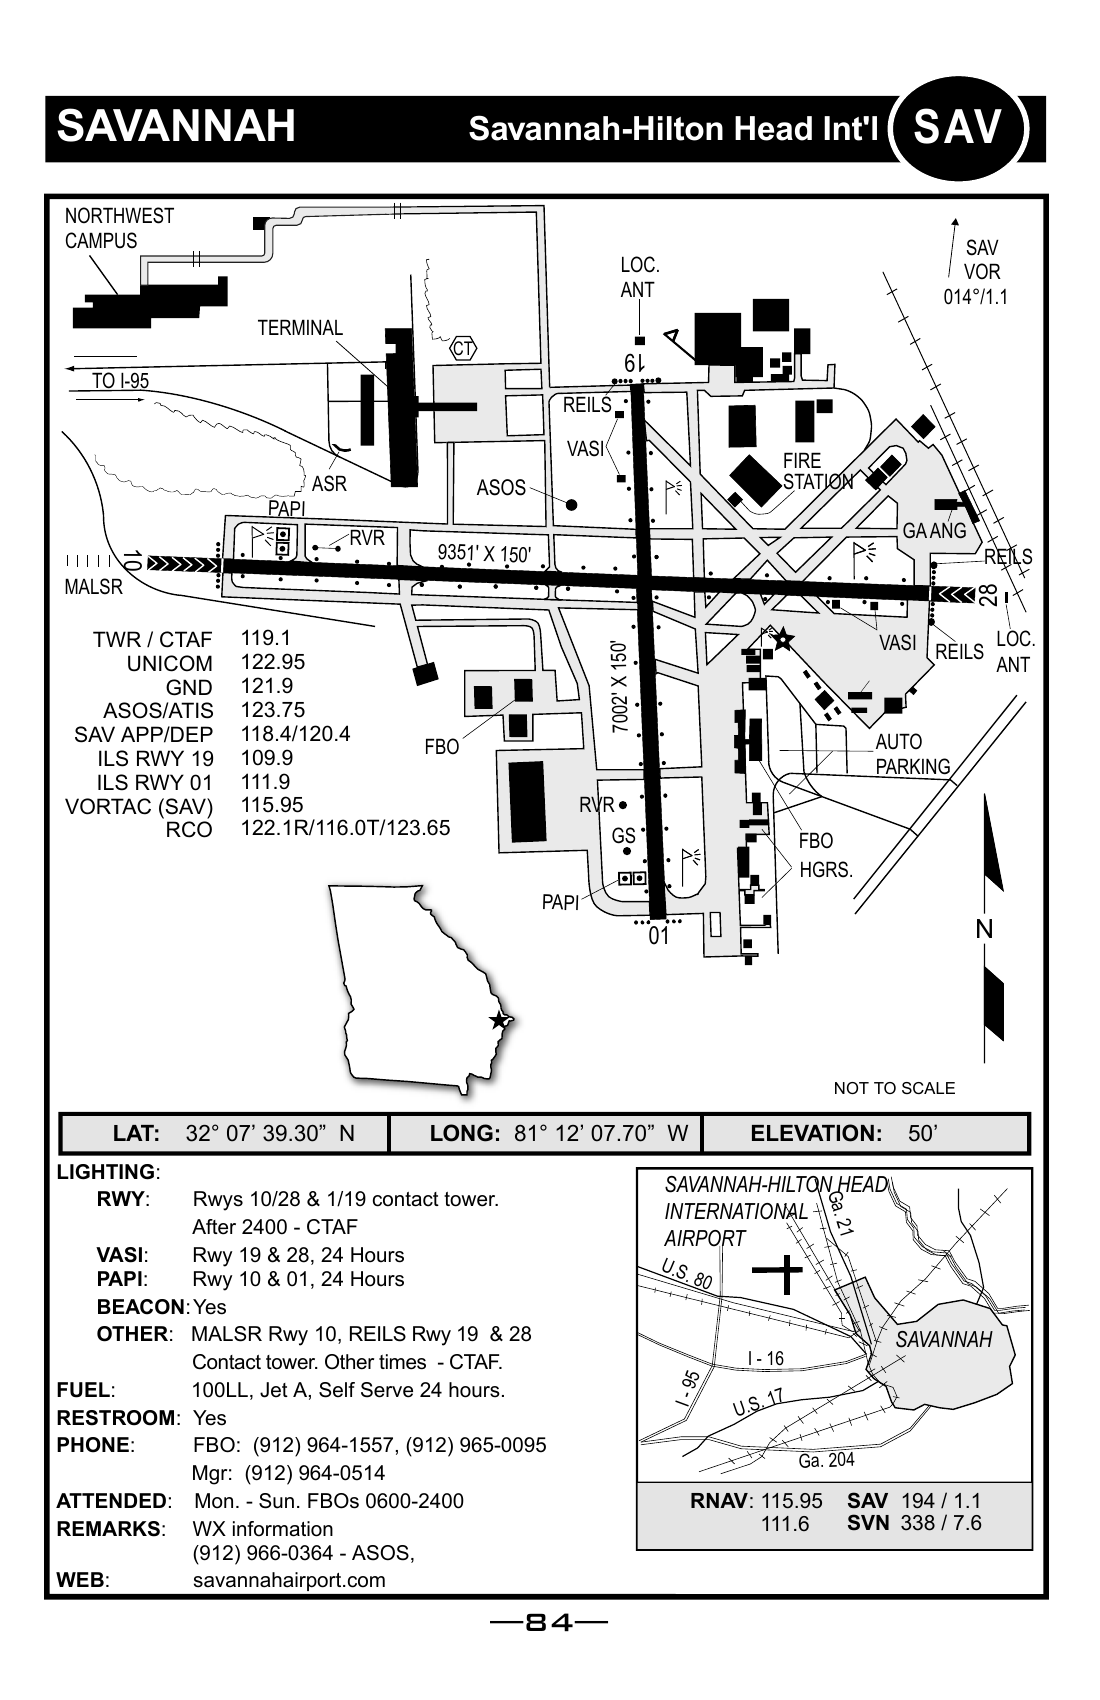 SAVANNAH
Savannah-Hilton Head Int'l
SAV
NORTHWEST
CAMPUS
SAV
VOR
014°/1.1
LOC.
ANT
TERMINAL
CT
19
TO I-95
REILS
VASI
FIRE
STATION
ASR
ASOS
PAPI
RVR
9351' X 150'
GA ANG
REILS
10
MALSR
28
VASI
REILS
LOC.
ANT
TWR / CTAF 119.1
UNICOM 122.95
GND 121.9
ASOS/ATIS 123.75
SAV APP/DEP 118.4/120.4
ILS RWY 19 109.9
ILS RWY 01 111.9
VORTAC (SAV) 115.95
RCO 122.1R/116.0T/123.65
7002' X 150'
FBO
AUTO
PARKING
RVR
GS
FBO
HGRS.
PAPI
01
N
NOT TO SCALE
LAT: 32° 07’ 39.30” N
LONG: 81° 12’ 07.70” W
ELEVATION: 50’
LIGHTING:
RWY: Rwys 10/28 & 1/19 contact tower.
After 2400 - CTAF
VASI: Rwy 19 & 28, 24 Hours
PAPI: Rwy 10 & 01, 24 Hours
BEACON: Yes
OTHER: MALSR Rwy 10, REILS Rwy 19 & 28
Contact tower. Other times - CTAF.
FUEL: 100LL, Jet A, Self Serve 24 hours.
RESTROOM: Yes
PHONE: FBO: (912) 964-1557, (912) 965-0095
Mgr: (912) 964-0514
ATTENDED: Mon. - Sun. FBOs 0600-2400
REMARKS: WX information
(912) 966-0364 - ASOS,
WEB: savannahairport.com
SAVANNAH-HILTON HEAD
INTERNATIONAL
AIRPORT
Ga. 21
U.S. 80
SAVANNAH
I - 16
I - 95
U.S. 17
Ga. 204
RNAV: 115.95 SAV 194 / 1.1
111.6 SVN 338 / 7.6
84